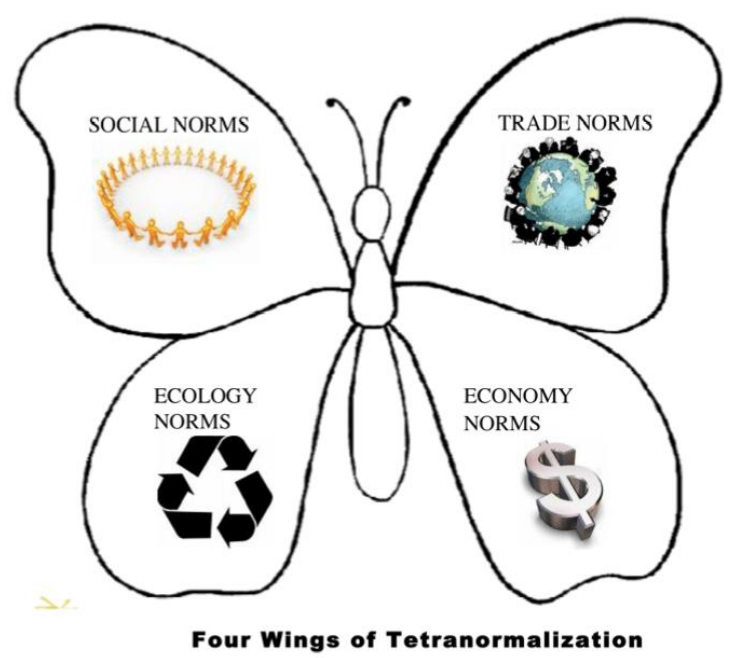 SOCIAL NORMS
TRADE NORMS
ECOLOGY
NORMS
ECONOMY
NORMS
Four Wings of Tetranormalization